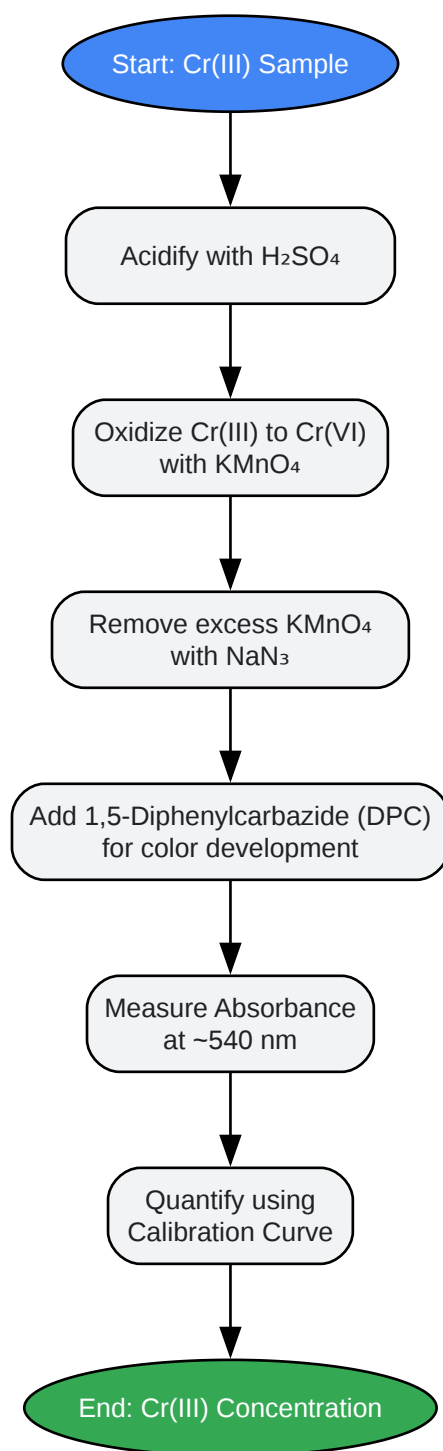 Start: Cr(III) Sample
Acidify with H₂SO₄
Oxidize Cr(III) to Cr(VI)
with KMnO₄
Remove excess KMnO₄
with NaN₃
Add 1,5-Diphenylcarbazide (DPC)
for color development
Measure Absorbance
at ~540 nm
Quantify using
Calibration Curve
End: Cr(III) Concentration